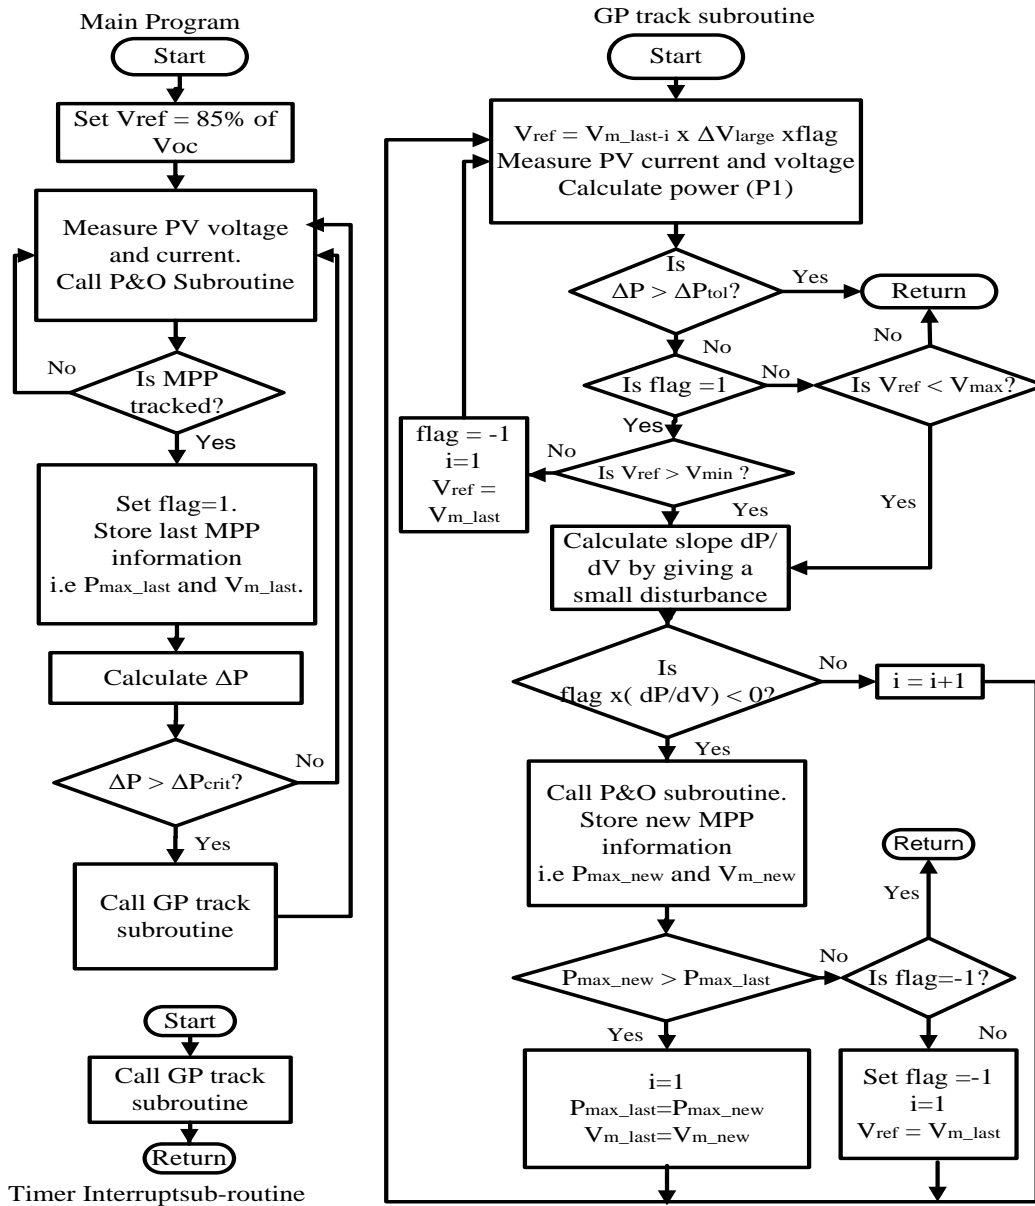 Main Program
Start
Set Vref = 85% of
Voc
Measure PV voltage
and current.
Call P&O Subroutine
No
Is MPP
tracked?
Yes
Set flag=1.
Store last MPP
information
i.e Pmax_last and Vm_last.
Calculate ΔP
ΔP > ΔPcrit?
No
Yes
Call GP track
subroutine
Start
Call GP track
subroutine
Return
Timer Interruptsub-routine
GP track subroutine
Start
Vref = Vm_last-i x ΔVlarge xflag
Measure PV current and voltage
Calculate power (P1)
Is
ΔP > ΔPtol?
Yes
Return
No
No
Is flag =1
No
Is Vref < Vmax?
Yes
flag = -1
i=1
Vref =
Vm_last
No
Is Vref > Vmin ?
Yes
Yes
Calculate slope dP/
dV by giving a
small disturbance
Is
flag x( dP/dV) < 0?
No
i = i+1
Yes
Call P&O subroutine.
Store new MPP
information
i.e Pmax_new and Vm_new
Return
Yes
Pmax_new > Pmax_last
No
Is flag=-1?
Yes
No
i=1
Pmax_last=Pmax_new
Vm_last=Vm_new
Set flag =-1
i=1
Vref = Vm_last